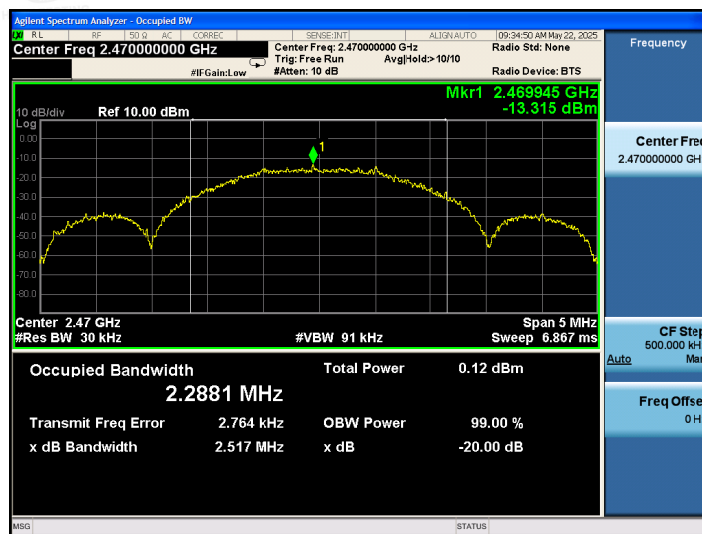 Agilent Spectrum Analyzer - Occupied BW
LXI RL RF 50 Ω AC CORREC SENSE:INT ALIGN AUTO 09:34:50 AM May 22, 2025
Center Freq 2.470000000 GHz
Center Freq: 2.470000000 GHz Radio Std: None
Trig: Free Run Avg|Hold:>10/10
#IFGain:Low #Atten: 10 dB Radio Device: BTS
Mkr1 2.469945 GHz
-13.315 dBm
10 dB/div Ref 10.00 dBm
Log
0.00
-10.0
-20.0
-30.0
-40.0
-50.0
-60.0
-70.0
-80.0
1
Center 2.47 GHz Span 5 MHz
#Res BW 30 kHz #VBW 91 kHz Sweep 6.867 ms
Occupied Bandwidth Total Power 0.12 dBm
2.2881 MHz
Transmit Freq Error 2.764 kHz OBW Power 99.00 %
x dB Bandwidth 2.517 MHz x dB -20.00 dB
MSG STATUS
Frequency
Center Fre
2.470000000 GH
CF Step
500.000 kH
Auto Ma
Freq Offse
0 H